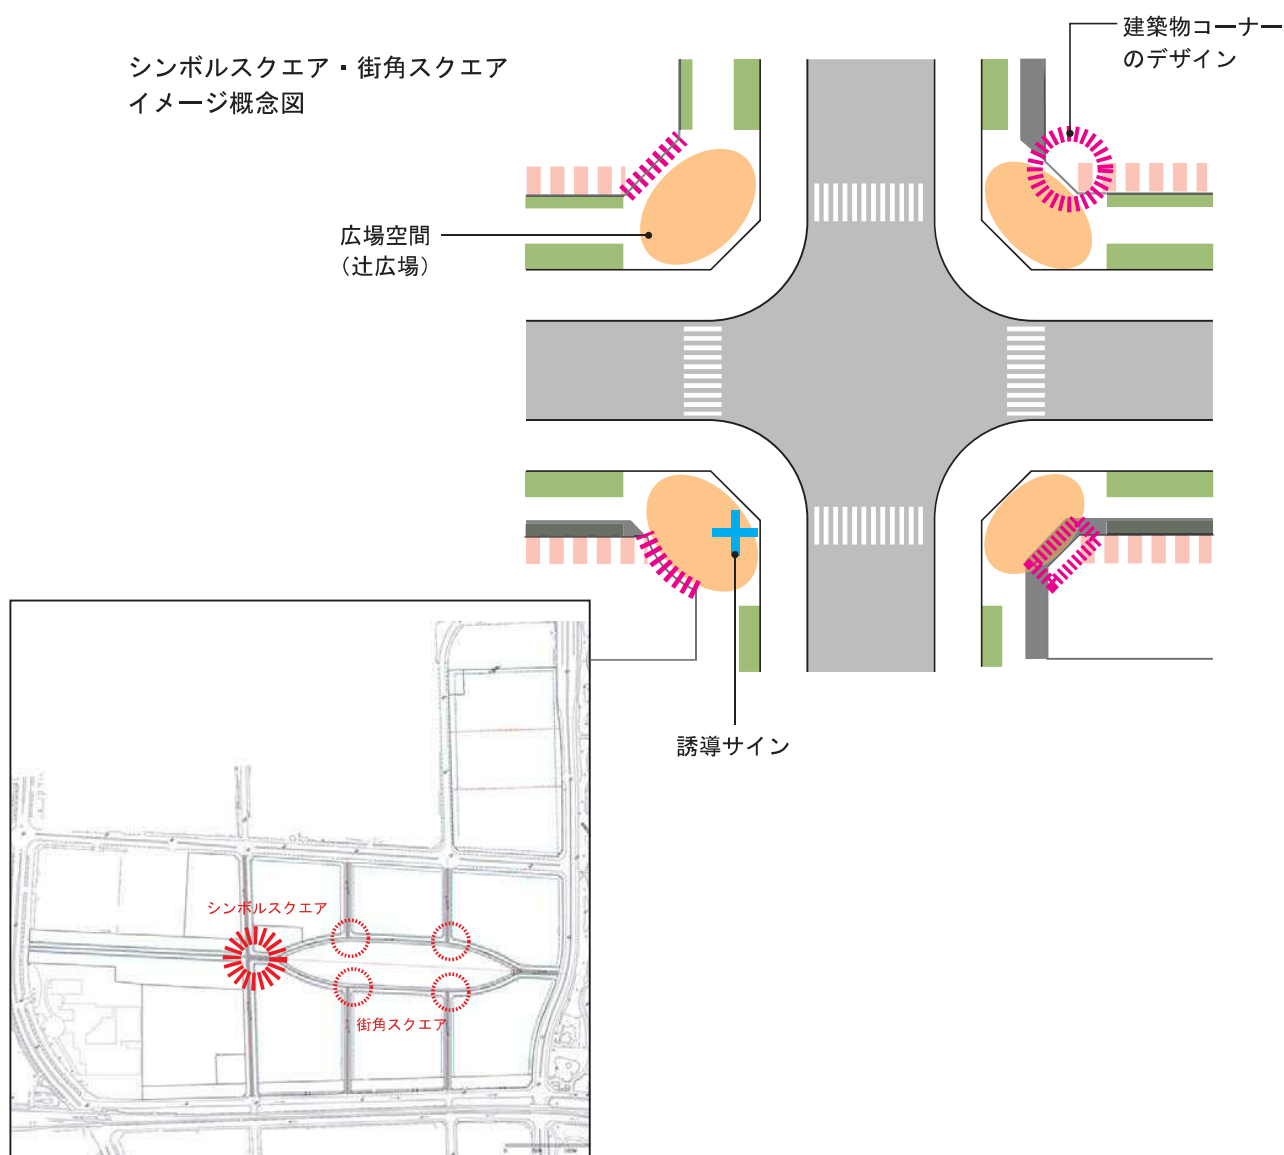 シンボルスクエア・街角スクエア
イメージ概念図
建築物コーナー
のデザイン
広場空間
（辻広場）
誘導サイン
シンボルスクエア
街角スクエア